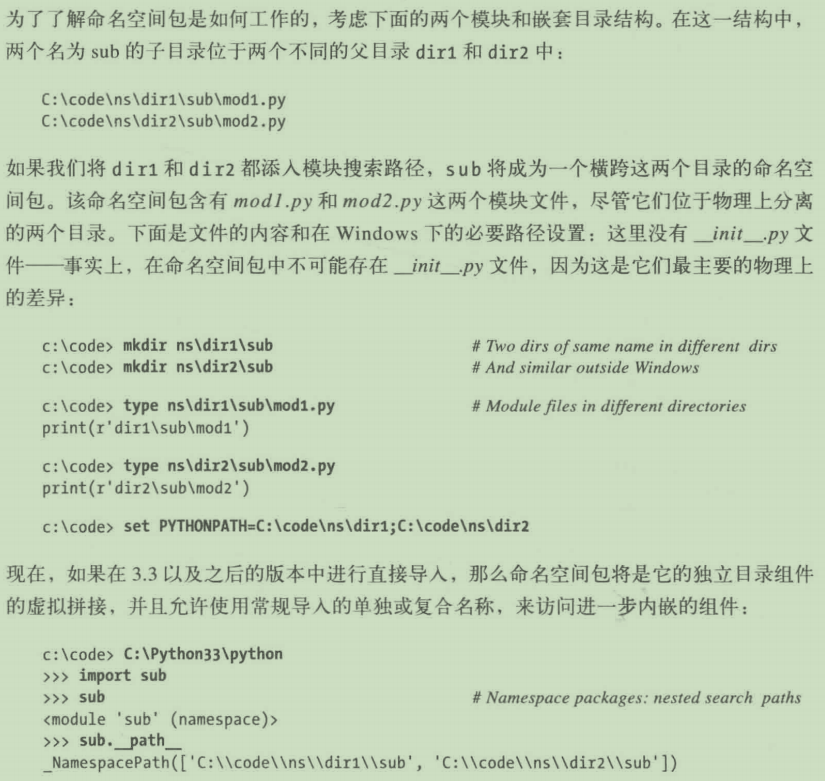 为了了解命名空间包是如何工作的，考虑下面的两个模块和嵌套目录结构。在这一结构中，
两个名为 sub 的子目录位于两个不同的父目录 dir1 和 dir2 中：
C:\code\ns\dir1\sub\mod1.py
C:\code\ns\dir2\sub\mod2.py
如果我们将 dir1 和 dir2 都添入模块搜索路径，sub 将成为一个横跨这两个目录的命名空
间包。该命名空间包含有 mod1.py 和 mod2.py 这两个模块文件，尽管它们位于物理上分离
的两个目录。下面是文件的内容和在 Windows 下的必要路径设置：这里没有 __init__.py 文
件——事实上，在命名空间包中不可能存在 __init__.py 文件，因为这是它们最主要的物理上
的差异：
c:\code> mkdir ns\dir1\sub # Two dirs of same name in different dirs
c:\code> mkdir ns\dir2\sub # And similar outside Windows
c:\code> type ns\dir1\sub\mod1.py # Module files in different directories
print(r'dir1\sub\mod1')
c:\code> type ns\dir2\sub\mod2.py
print(r'dir2\sub\mod2')
c:\code> set PYTHONPATH=C:\code\ns\dir1;C:\code\ns\dir2
现在，如果在 3.3 以及之后的版本中进行直接导入，那么命名空间包将是它的独立目录组件
的虚拟拼接，并且允许使用常规导入的单独或复合名称，来访问进一步内嵌的组件：
c:\code> C:\Python33\python
>>> import sub
>>> sub # Namespace packages: nested search paths
<module 'sub' (namespace)>
>>> sub.__path__
_NamespacePath(['C:\\code\\ns\\dir1\\sub', 'C:\\code\\ns\\dir2\\sub'])